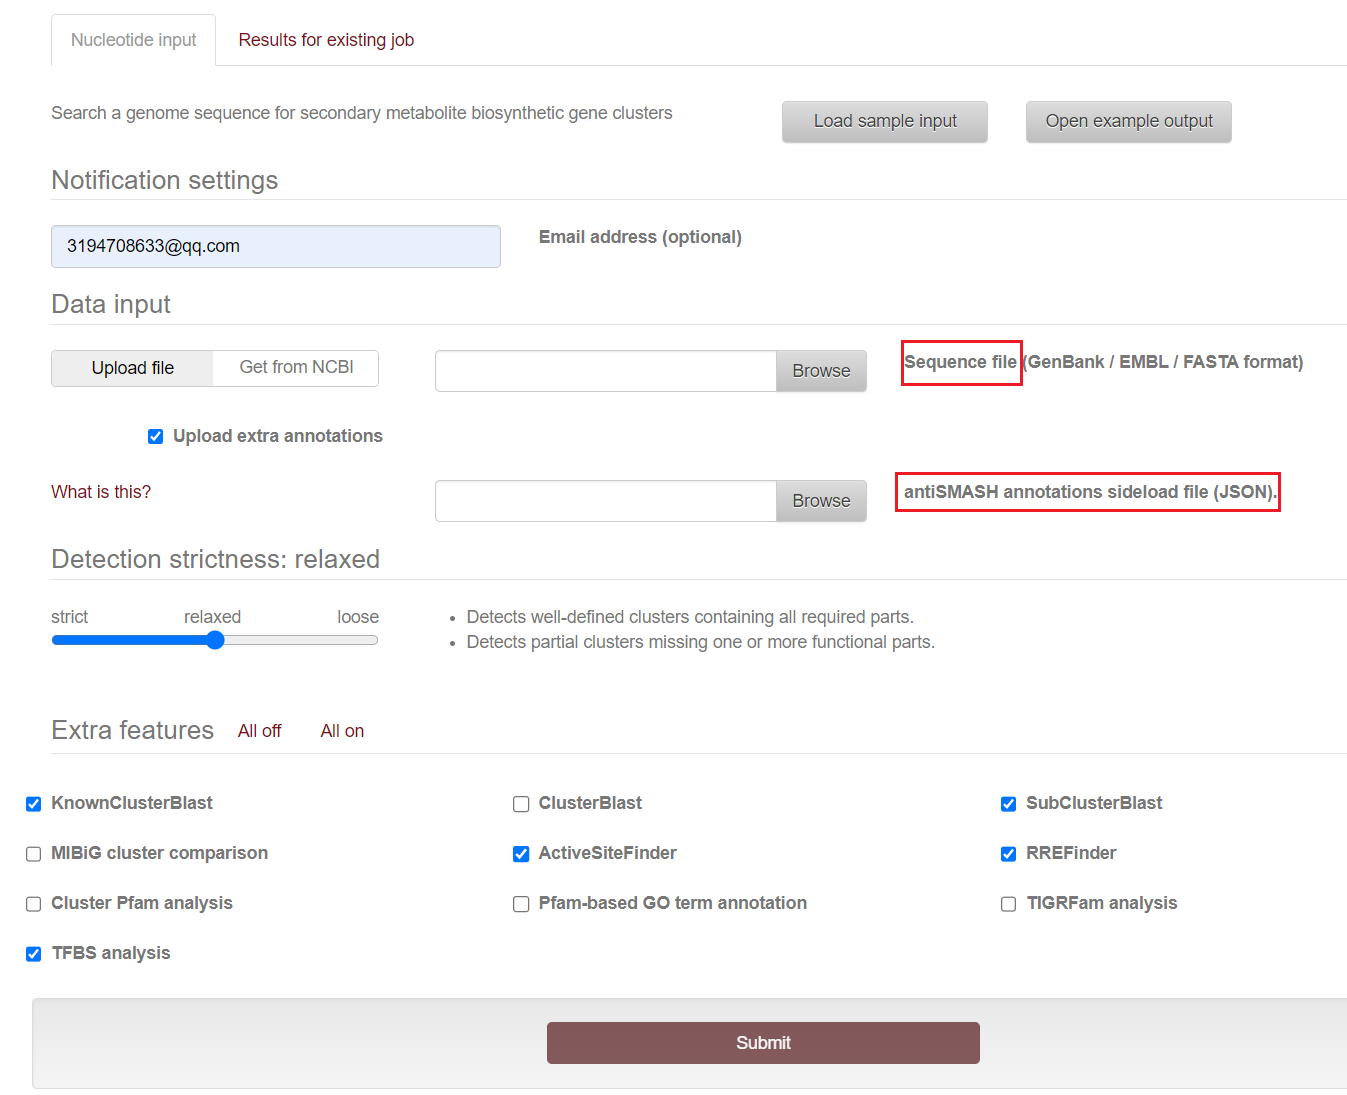 Nucleotide input Results for existing job
Search a genome sequence for secondary metabolite biosynthetic gene clusters Load sample input Open example output
Notification settings
3194708633@qq.com Email address (optional)
Data input
Upload file Get from NCBI Browse Sequence file (GenBank / EMBL / FASTA format)
Upload extra annotations
What is this? Browse antiSMASH annotations sideload file (JSON).
Detection strictness: relaxed
strict relaxed loose • Detects well-defined clusters containing all required parts.
• Detects partial clusters missing one or more functional parts.
Extra features All off All on
KnownClusterBlast ClusterBlast SubClusterBlast
MIBiG cluster comparison ActiveSiteFinder RREFinder
Cluster Pfam analysis Pfam-based GO term annotation TIGRFam analysis
TFBS analysis
Submit